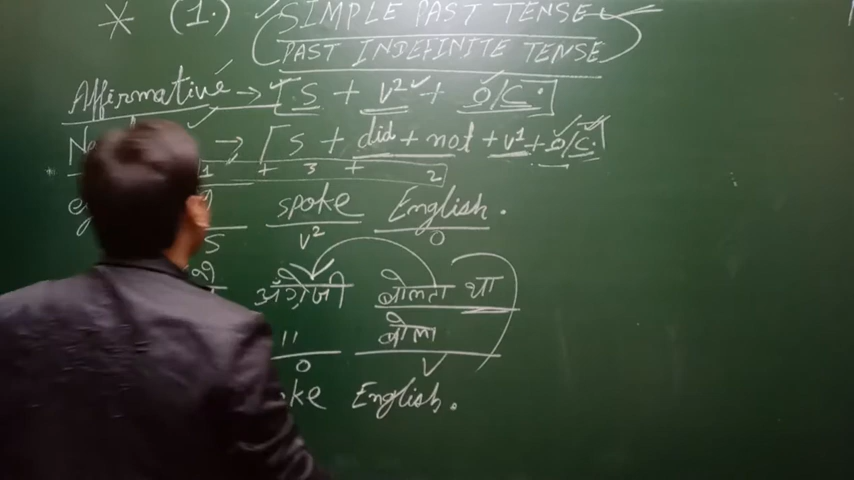 * (1.) SIMPLE PAST TENSE
PAST INDEFINITE TENSE
Affirmative → [S + V² + O/C.]
→ [S + did + not + V¹ + O/C.]
1 + 3 + 2
spoke English.
S V² O
अंग्रेजी बोलता था
" बोला
O V
English.